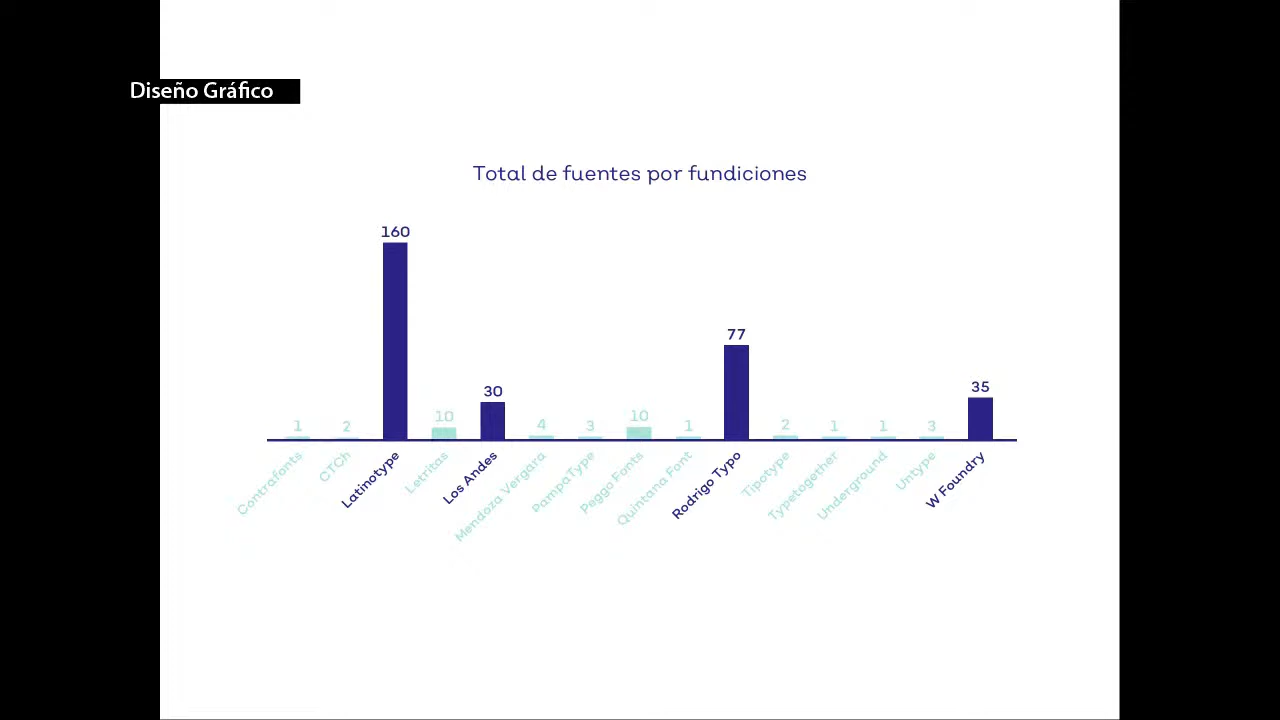 Diseño Gráfico
Total de fuentes por fundiciones
160
77
30
35
1
2
10
4
3
10
1
2
1
1
3
Contrafonts
CTCh
Latinotype
Letritas
Los Andes
Mendoza Vergara
PampaType
Peggo Fonts
Quintana Font
Rodrigo Typo
Tipotype
Typetogether
Underground
Untype
W Foundry